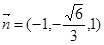 n⃗ = (−1, −√6/3, 1)